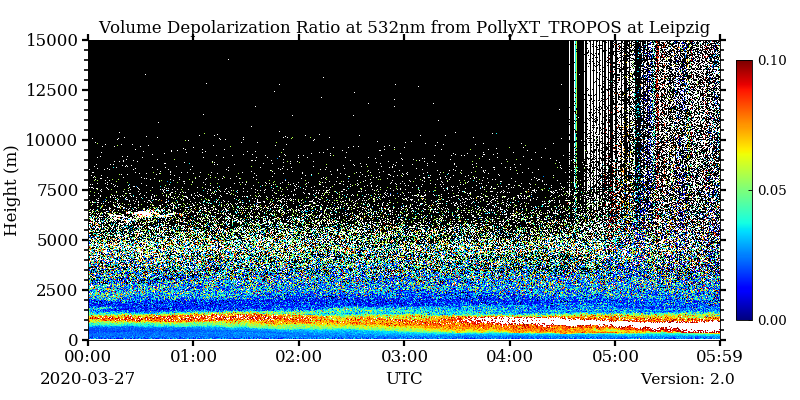 Volume Depolarization Ratio at 532nm from PollyXT_TROPOS at Leipzig
15000
12500
10000
7500
5000
2500
0
Height (m)
0.10
0.05
0.00
00:00 01:00 02:00 03:00 04:00 05:00 05:59
2020-03-27 UTC Version: 2.0